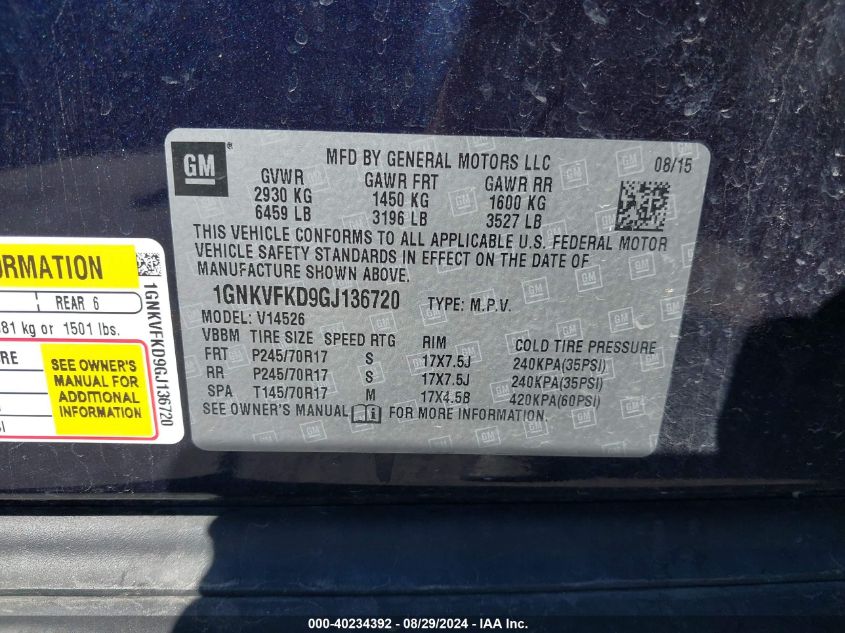 GM®
MFD BY GENERAL MOTORS LLC 08/15
GVWR GAWR FRT GAWR RR
2930 KG 1450 KG 1600 KG
6459 LB 3196 LB 3527 LB
THIS VEHICLE CONFORMS TO ALL APPLICABLE U.S. FEDERAL MOTOR
VEHICLE SAFETY STANDARDS IN EFFECT ON THE DATE OF
MANUFACTURE SHOWN ABOVE.
1GNKVFKD9GJ136720 TYPE: M.P.V.
MODEL: V14526
VBBM TIRE SIZE SPEED RTG RIM COLD TIRE PRESSURE
FRT P245/70R17 S 17X7.5J 240KPA(35PSI)
RR P245/70R17 S 17X7.5J 240KPA(35PSI)
SPA T145/70R17 M 17X4.5B 420KPA(60PSI)
SEE OWNER'S MANUAL i FOR MORE INFORMATION.
ORMATION
REAR 6
81 kg or 1501 lbs.
RE
SEE OWNER'S
MANUAL FOR
ADDITIONAL
INFORMATION
SI
1GNKVFKD9GJ136720
000-40234392 - 08/29/2024 - IAA Inc.